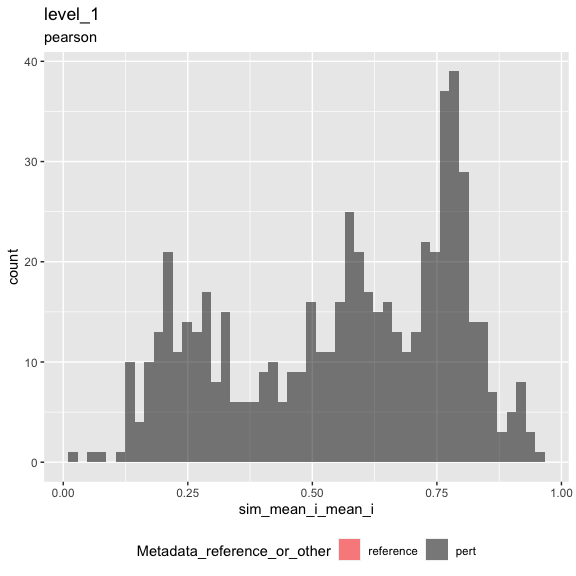 level_1
pearson
40
30
20
10
0
count
0.00 0.25 0.50 0.75 1.00
sim_mean_i_mean_i
Metadata_reference_or_other reference pert